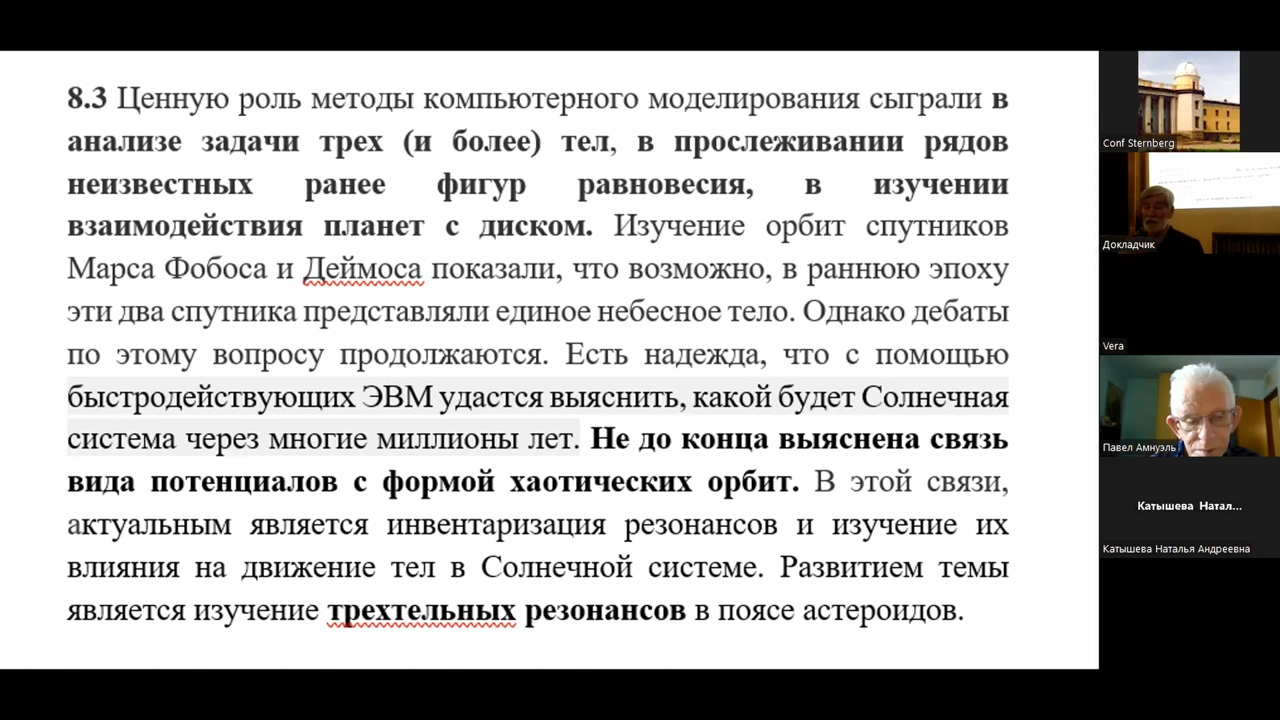 8.3 Ценную роль методы компьютерного моделирования сыграли в
анализе задачи трех (и более) тел, в прослеживании рядов
неизвестных ранее фигур равновесия, в изучении
взаимодействия планет с диском. Изучение орбит спутников
Марса Фобоса и Деймоса показали, что возможно, в раннюю эпоху
эти два спутника представляли единое небесное тело. Однако дебаты
по этому вопросу продолжаются. Есть надежда, что с помощью
быстродействующих ЭВМ удастся выяснить, какой будет Солнечная
система через многие миллионы лет. Не до конца выяснена связь
вида потенциалов с формой хаотических орбит. В этой связи,
актуальным является инвентаризация резонансов и изучение их
влияния на движение тел в Солнечной системе. Развитием темы
является изучение трехтельных резонансов в поясе астероидов.
Conf Sternberg
Докладчик
Vera
Павел Амнуэль
Катышева Натал...
Катышева Наталья Андреевна